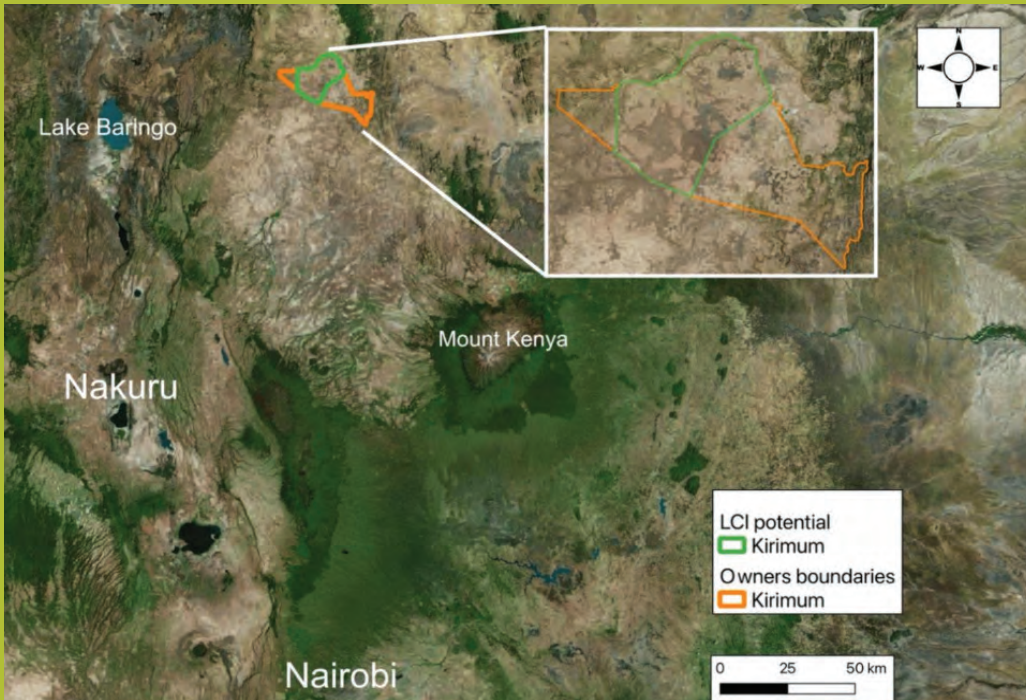 N
W E
S
Lake Baringo
Mount Kenya
Nakuru
LCI potential
Kirimum
Owners boundaries
Kirimum
Nairobi
0 25 50 km